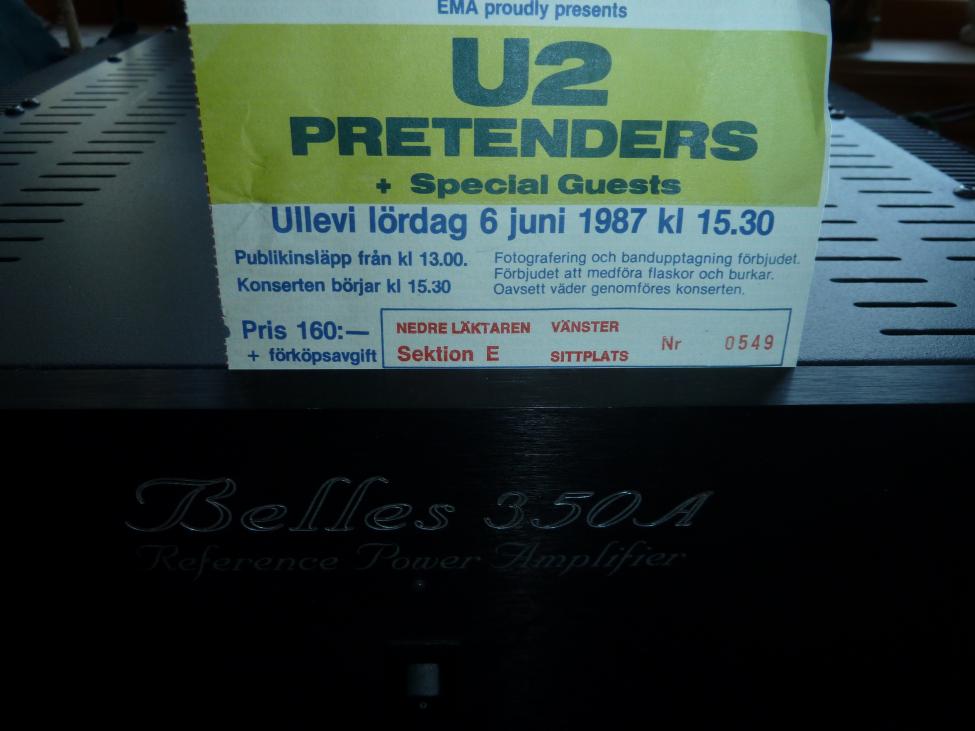 EMA proudly presents
U2
PRETENDERS
+ Special Guests
Ullevi lördag 6 juni 1987 kl 15.30
Publikinsläpp från kl 13.00.
Konserten börjar kl 15.30
Fotografering och bandupptagning förbjudet.
Förbjudet att medföra flaskor och burkar.
Oavsett väder genomföres konserten.
Pris 160:—
+ förköpsavgift
NEDRE LÄKTAREN VÄNSTER
Sektion E SITTPLATS
Nr 0549
Belles 350A
Reference Power Amplifier